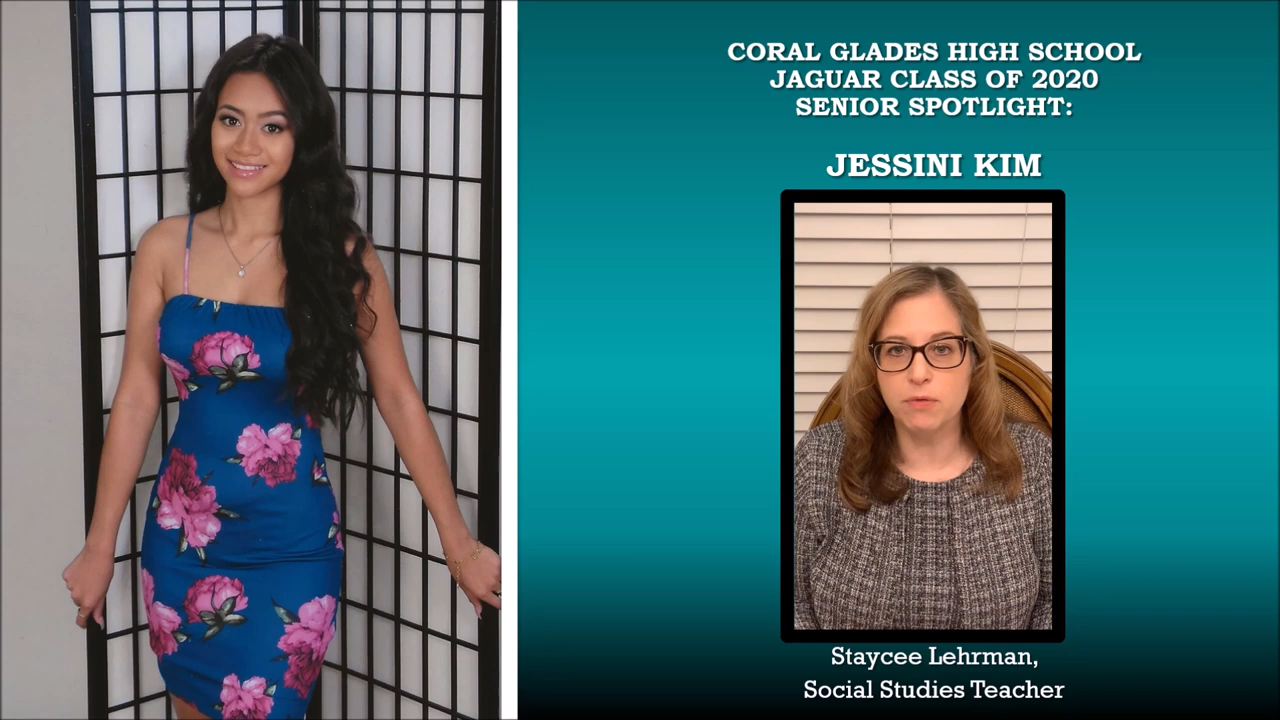 CORAL GLADES HIGH SCHOOL
JAGUAR CLASS OF 2020
SENIOR SPOTLIGHT:
JESSINI KIM
Staycee Lehrman,
Social Studies Teacher